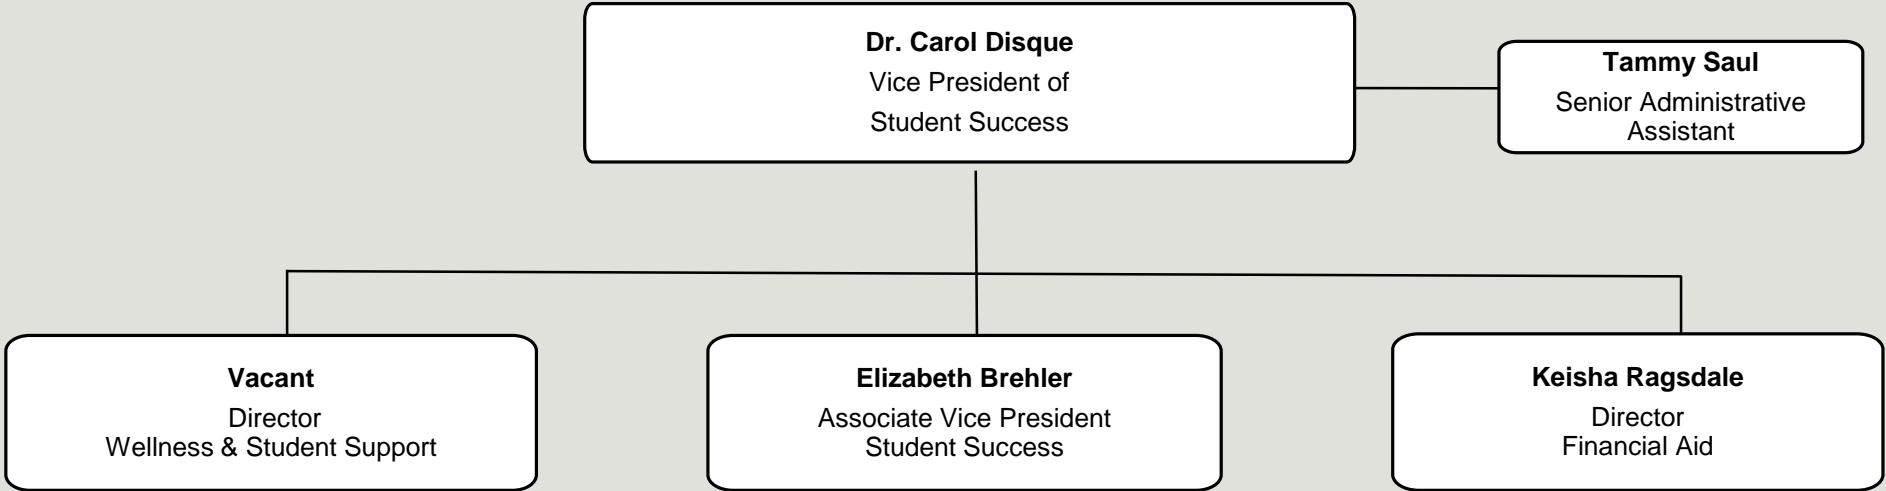 Dr. Carol Disque
Vice President of
Student Success
Tammy Saul
Senior Administrative
Assistant
Vacant
Director
Wellness & Student Support
Elizabeth Brehler
Associate Vice President
Student Success
Keisha Ragsdale
Director
Financial Aid